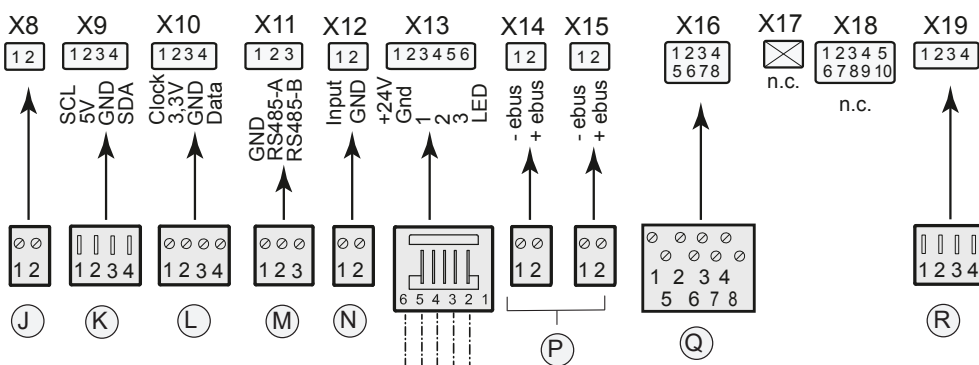 X8 X9 X10 X11 X12 X13 X14 X15 X16 X17 X18 X19
1 2
1 2 3 4
1 2 3 4
1 2 3
1 2
1 2 3 4 5 6
1 2
1 2
1 2 3 4
5 6 7 8
n.c.
1 2 3 4 5
6 7 8 9 10
n.c.
1 2 3 4
SCL
5V
GND
SDA
Clock
3,3V
GND
Data
GND
RS485-A
RS485-B
Input
GND
+24V
Gnd
1
2
3
LED
- ebus
+ ebus
- ebus
+ ebus
1 2
1 2 3 4
1 2 3 4
1 2 3
1 2
6 5 4 3 2 1
1 2
1 2
1 2 3 4
5 6 7 8
1 2 3 4
J K L M N P Q R